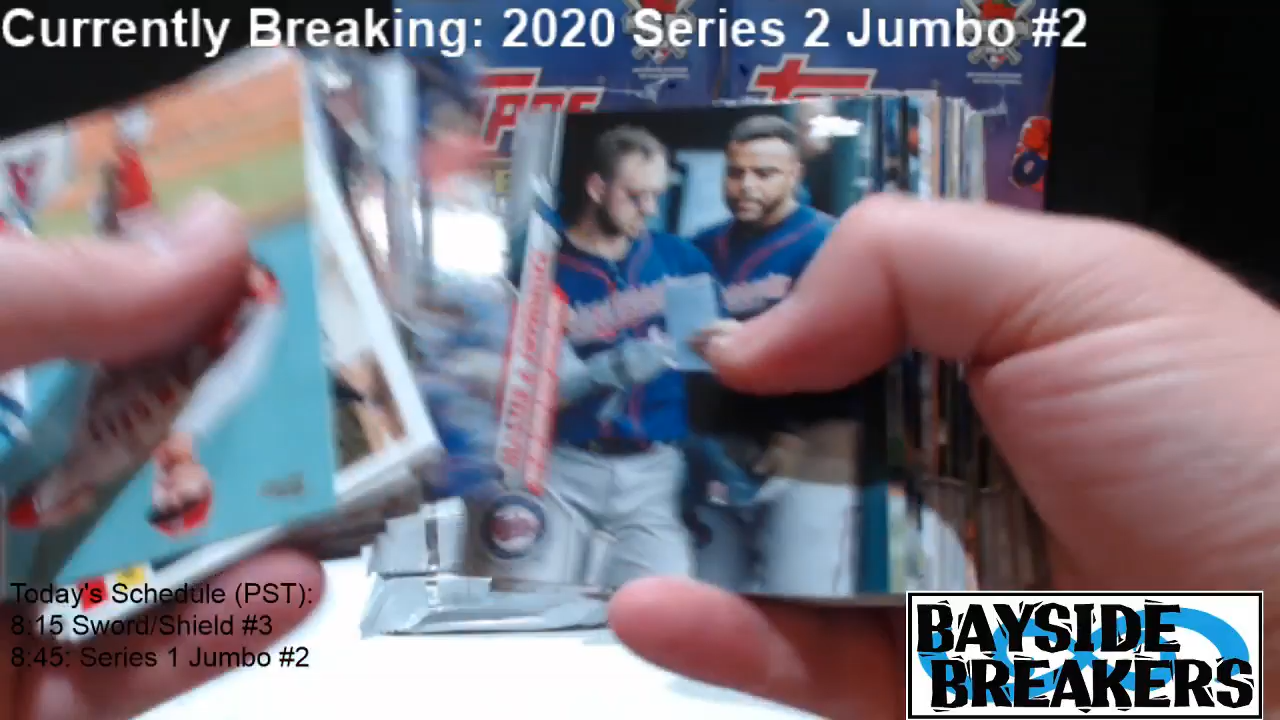 Currently Breaking: 2020 Series 2 Jumbo #2
Today's Schedule (PST):
8:15 Sword/Shield #3
8:45: Series 1 Jumbo #2
BAYSIDE
BREAKERS